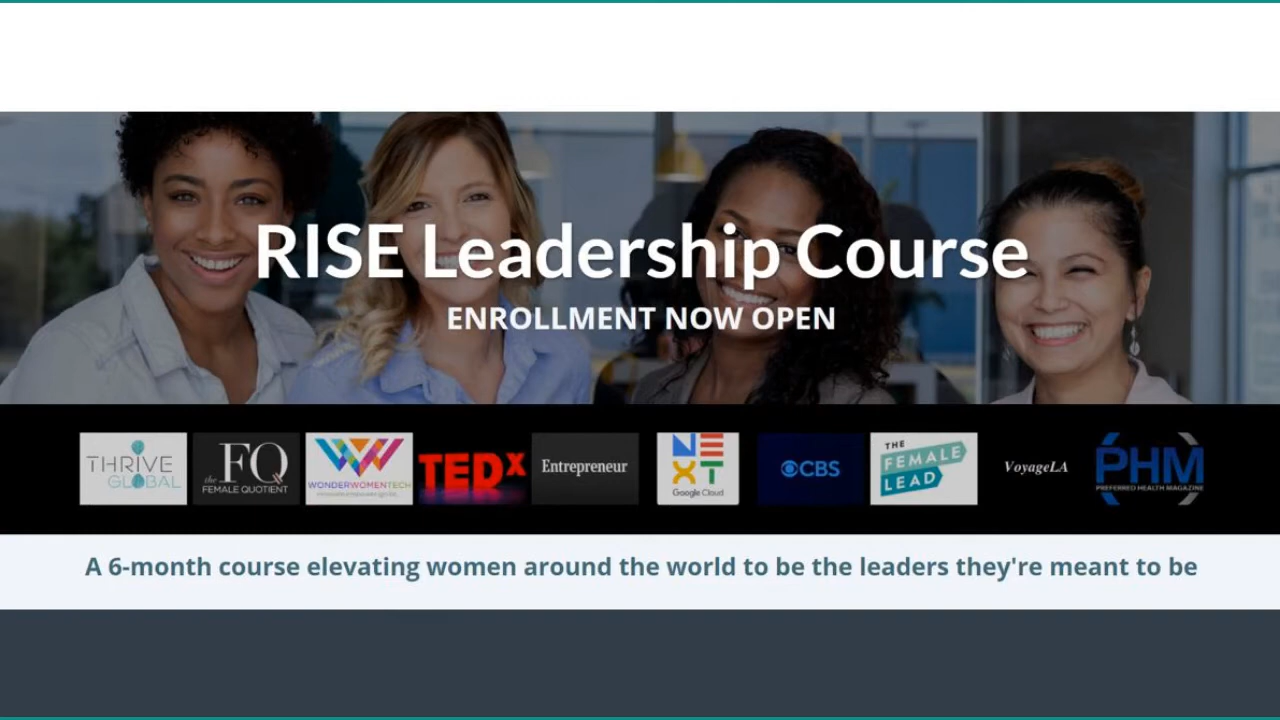 RISE Leadership Course
ENROLLMENT NOW OPEN
THRIVE
GLOBAL
the FQ
FEMALE QUOTIENT
WONDERWOMENTECH
TEDx
Entrepreneur
NEXT
Google Cloud
CBS
THE
FEMALE
LEAD
VoyageLA
PHM
PREFERRED HEALTH MAGAZINE
A 6-month course elevating women around the world to be the leaders they're meant to be